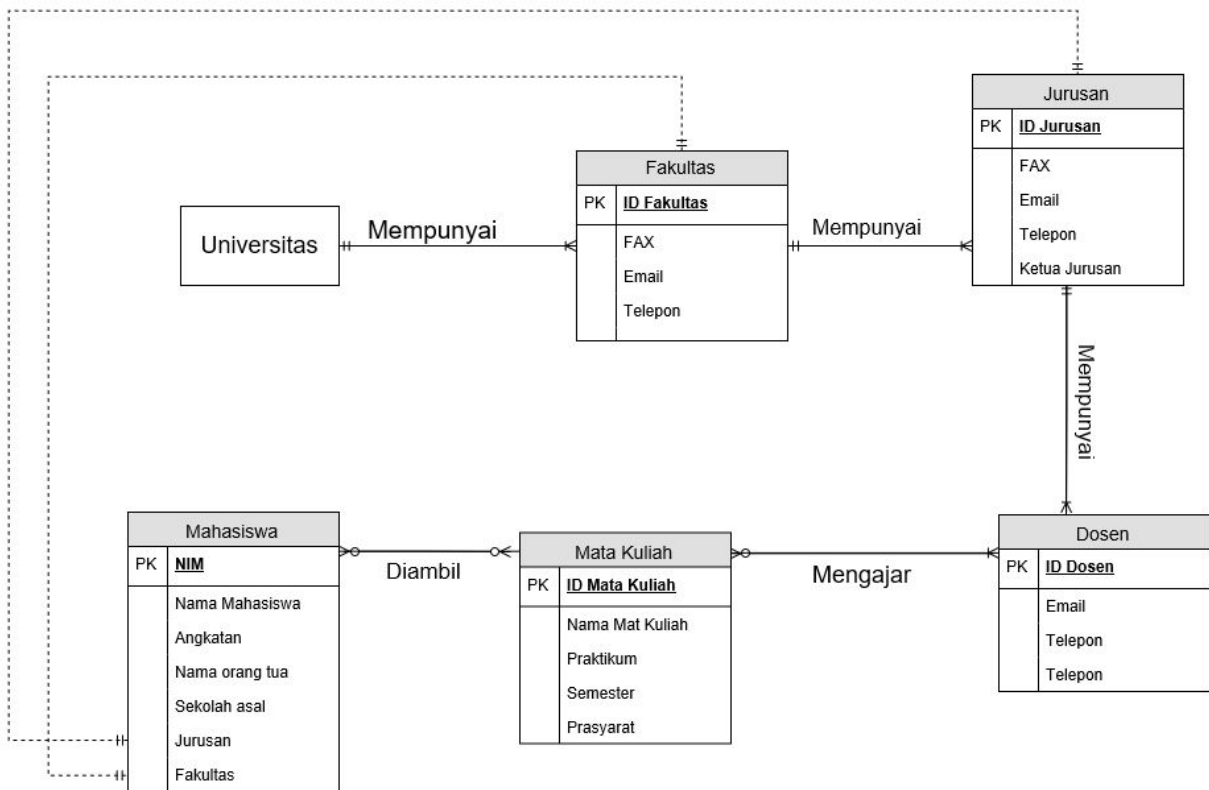 Jurusan
PK ID Jurusan
FAX
Email
Telepon
Ketua Jurusan
Fakultas
PK ID Fakultas
FAX
Email
Telepon
Universitas
Mempunyai
Mempunyai
Mempunyai
Mahasiswa
PK NIM
Nama Mahasiswa
Angkatan
Nama orang tua
Sekolah asal
Jurusan
Fakultas
Diambil
Mata Kuliah
PK ID Mata Kuliah
Nama Mat Kuliah
Praktikum
Semester
Prasyarat
Mengajar
Dosen
PK ID Dosen
Email
Telepon
Telepon